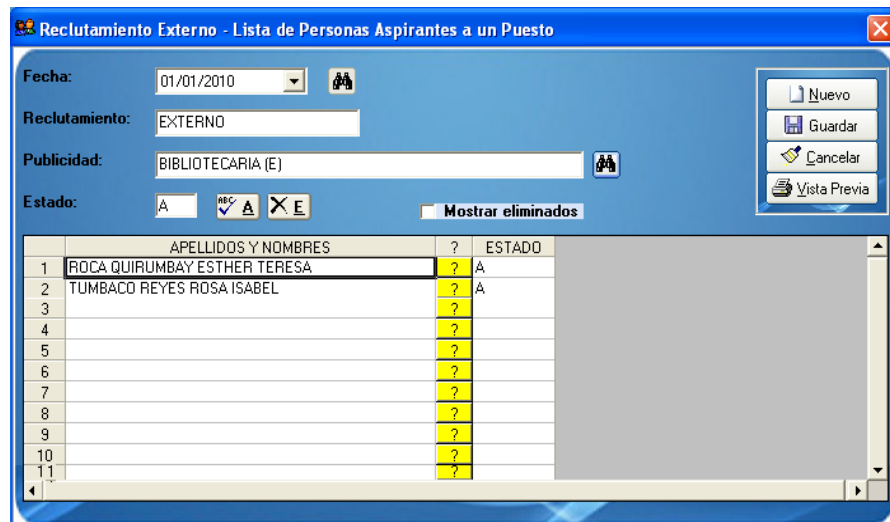 Reclutamiento Externo - Lista de Personas Aspirantes a un Puesto
Fecha: 01/01/2010
Nuevo
Reclutamiento: EXTERNO
Guardar
Publicidad: BIBLIOTECARIA (E)
Cancelar
Vista Previa
Estado: A ABC A E Mostrar eliminados
APELLIDOS Y NOMBRES ? ESTADO
1 ROCA QUIRUMBAY ESTHER TERESA ? A
2 TUMBACO REYES ROSA ISABEL ? A
3 ?
4 ?
5 ?
6 ?
7 ?
8 ?
9 ?
10 ?
11 ?